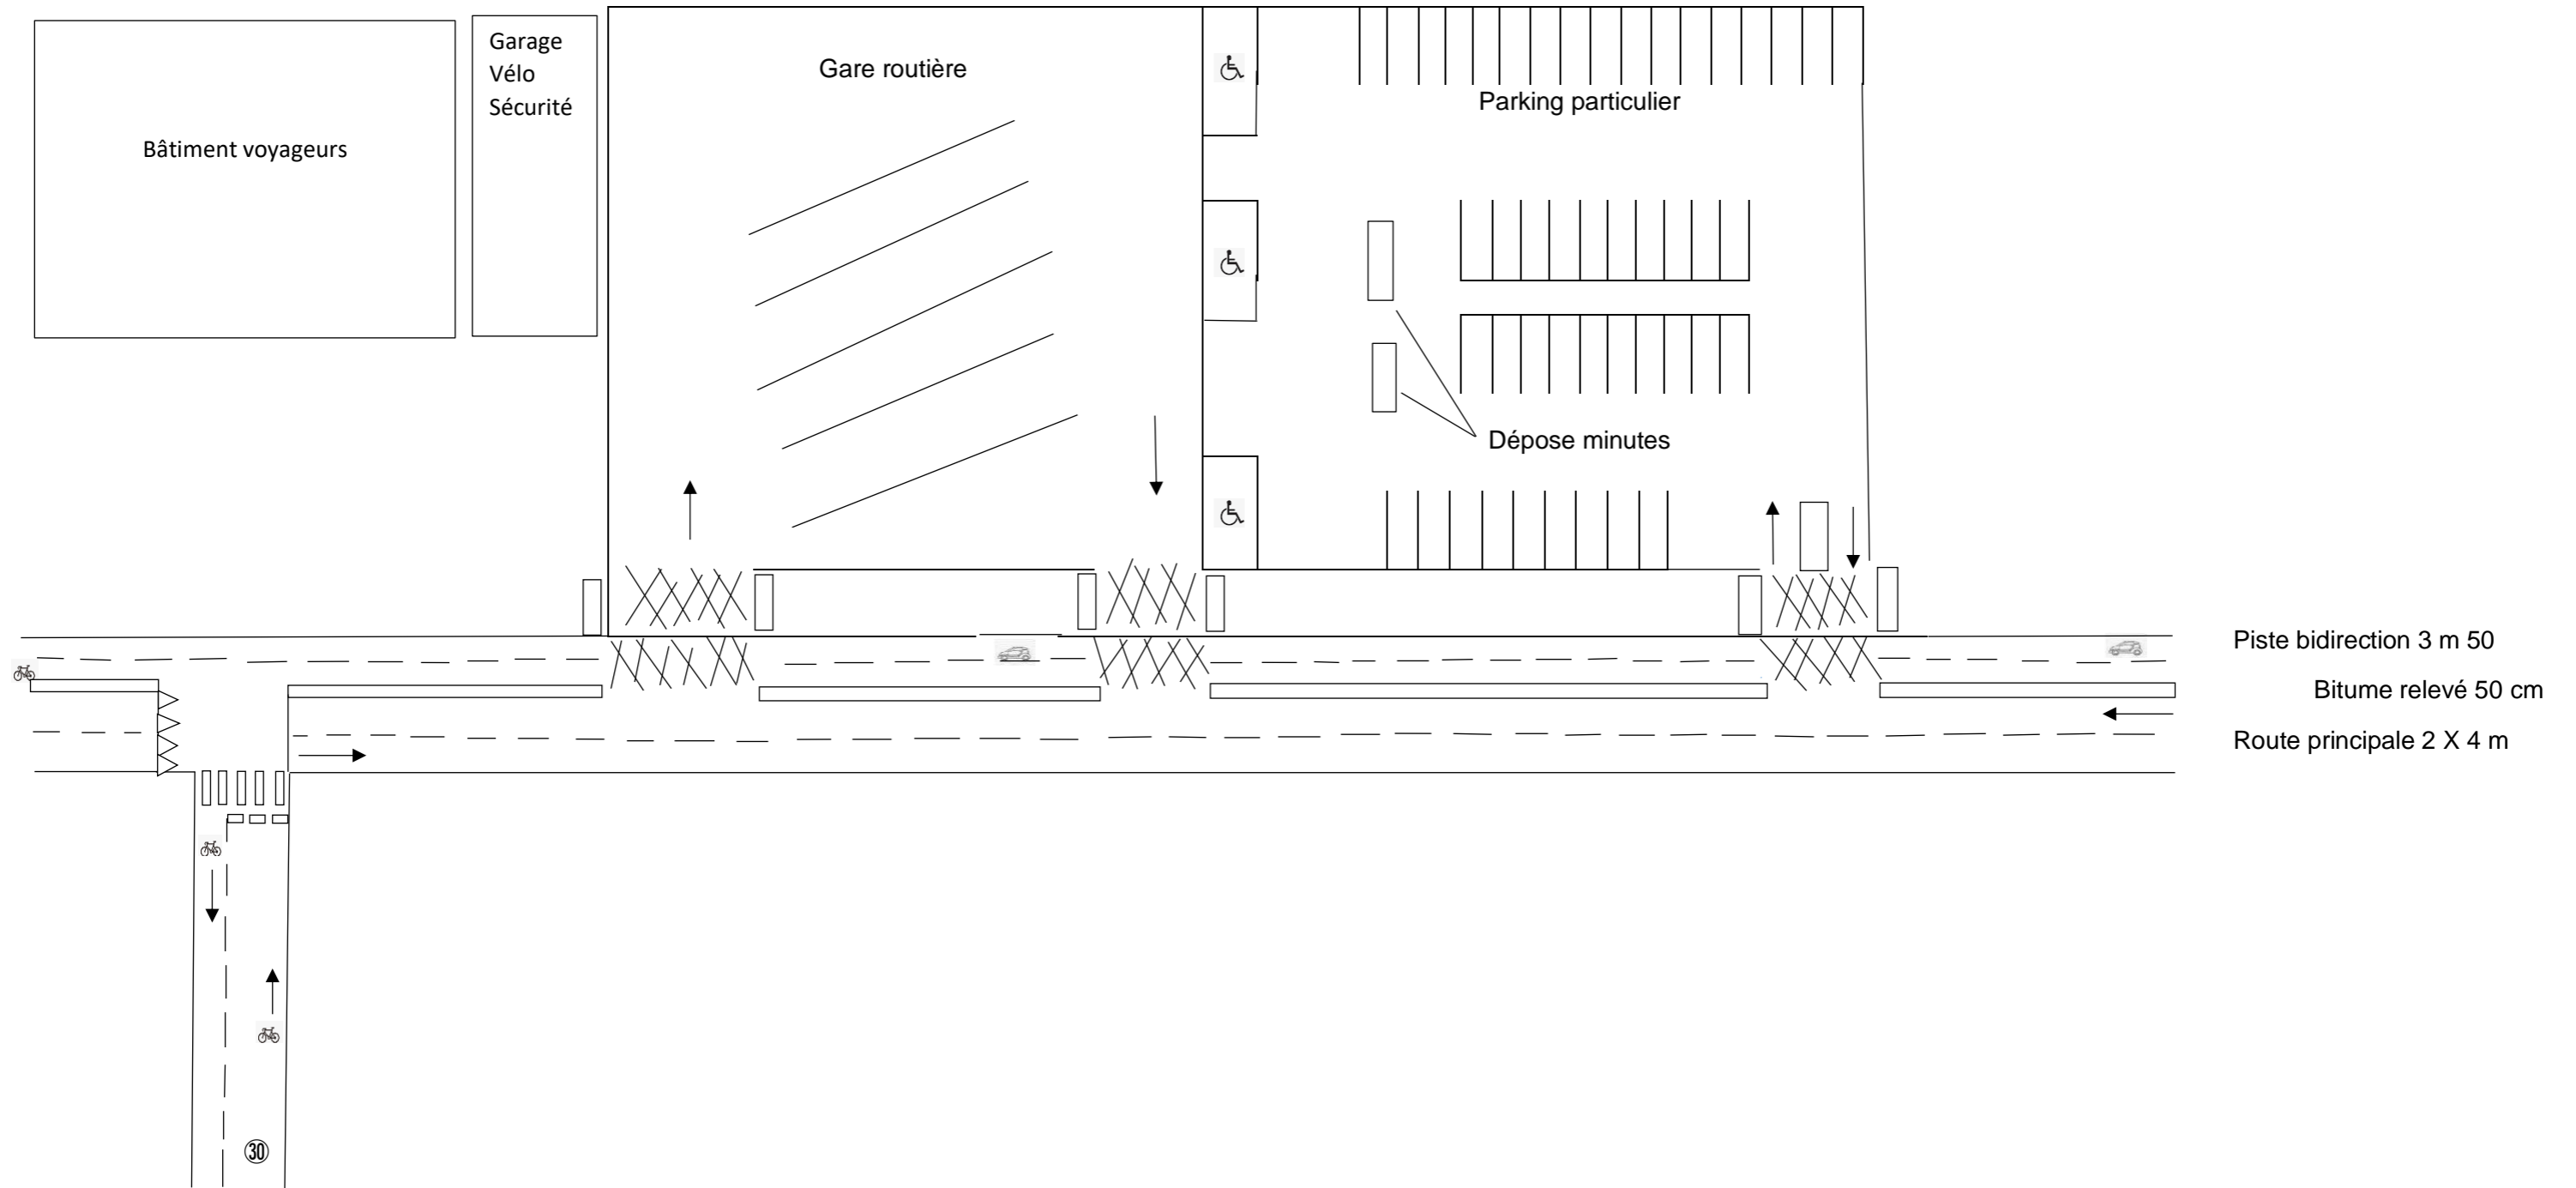 Garage
Vélo
Sécurité
Bâtiment voyageurs
Gare routière
Parking particulier
Dépose minutes
Piste bidirection 3 m 50
Bitume relevé 50 cm
Route principale 2 X 4 m
30